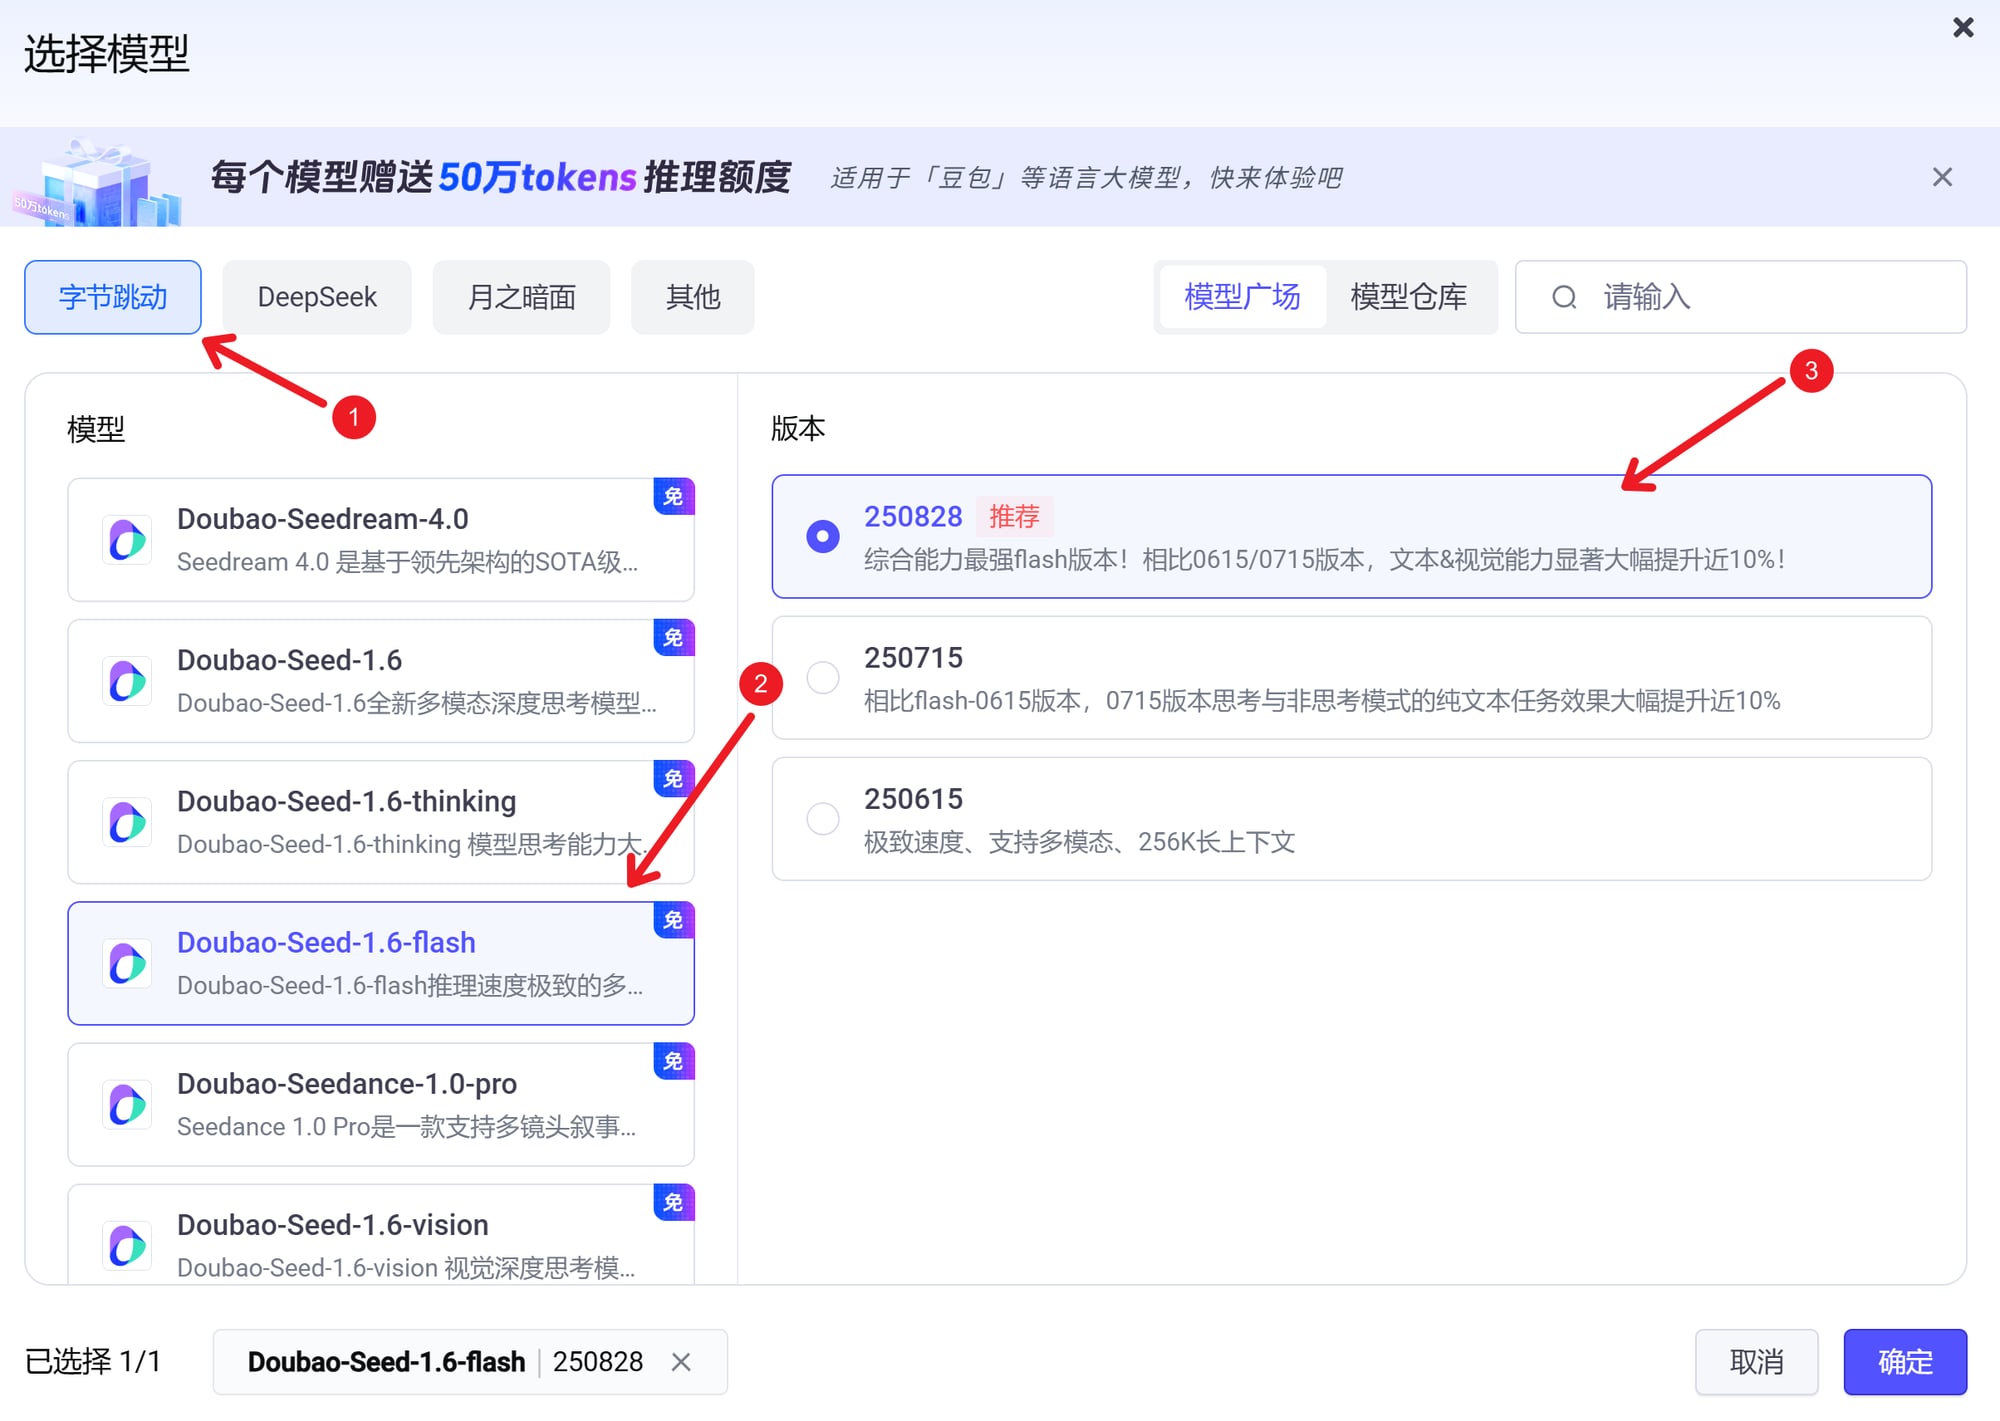 选择模型
50万tokens
每个模型赠送50万tokens推理额度 适用于「豆包」等语言大模型，快来体验吧
字节跳动 DeepSeek 月之暗面 其他 模型广场 模型仓库 请输入
1
3
模型
免
Doubao-Seedream-4.0
Seedream 4.0 是基于领先架构的SOTA级...
免
Doubao-Seed-1.6
Doubao-Seed-1.6全新多模态深度思考模型...
2
免
Doubao-Seed-1.6-thinking
Doubao-Seed-1.6-thinking 模型思考能力大...
免
Doubao-Seed-1.6-flash
Doubao-Seed-1.6-flash推理速度极致的多...
免
Doubao-Seedance-1.0-pro
Seedance 1.0 Pro是一款支持多镜头叙事...
免
Doubao-Seed-1.6-vision
Doubao-Seed-1.6-vision 视觉深度思考模...
版本
250828 推荐
综合能力最强flash版本！相比0615/0715版本，文本&视觉能力显著大幅提升近10%！
250715
相比flash-0615版本，0715版本思考与非思考模式的纯文本任务效果大幅提升近10%
250615
极致速度、支持多模态、256K长上下文
已选择 1/1 Doubao-Seed-1.6-flash | 250828 取消 确定